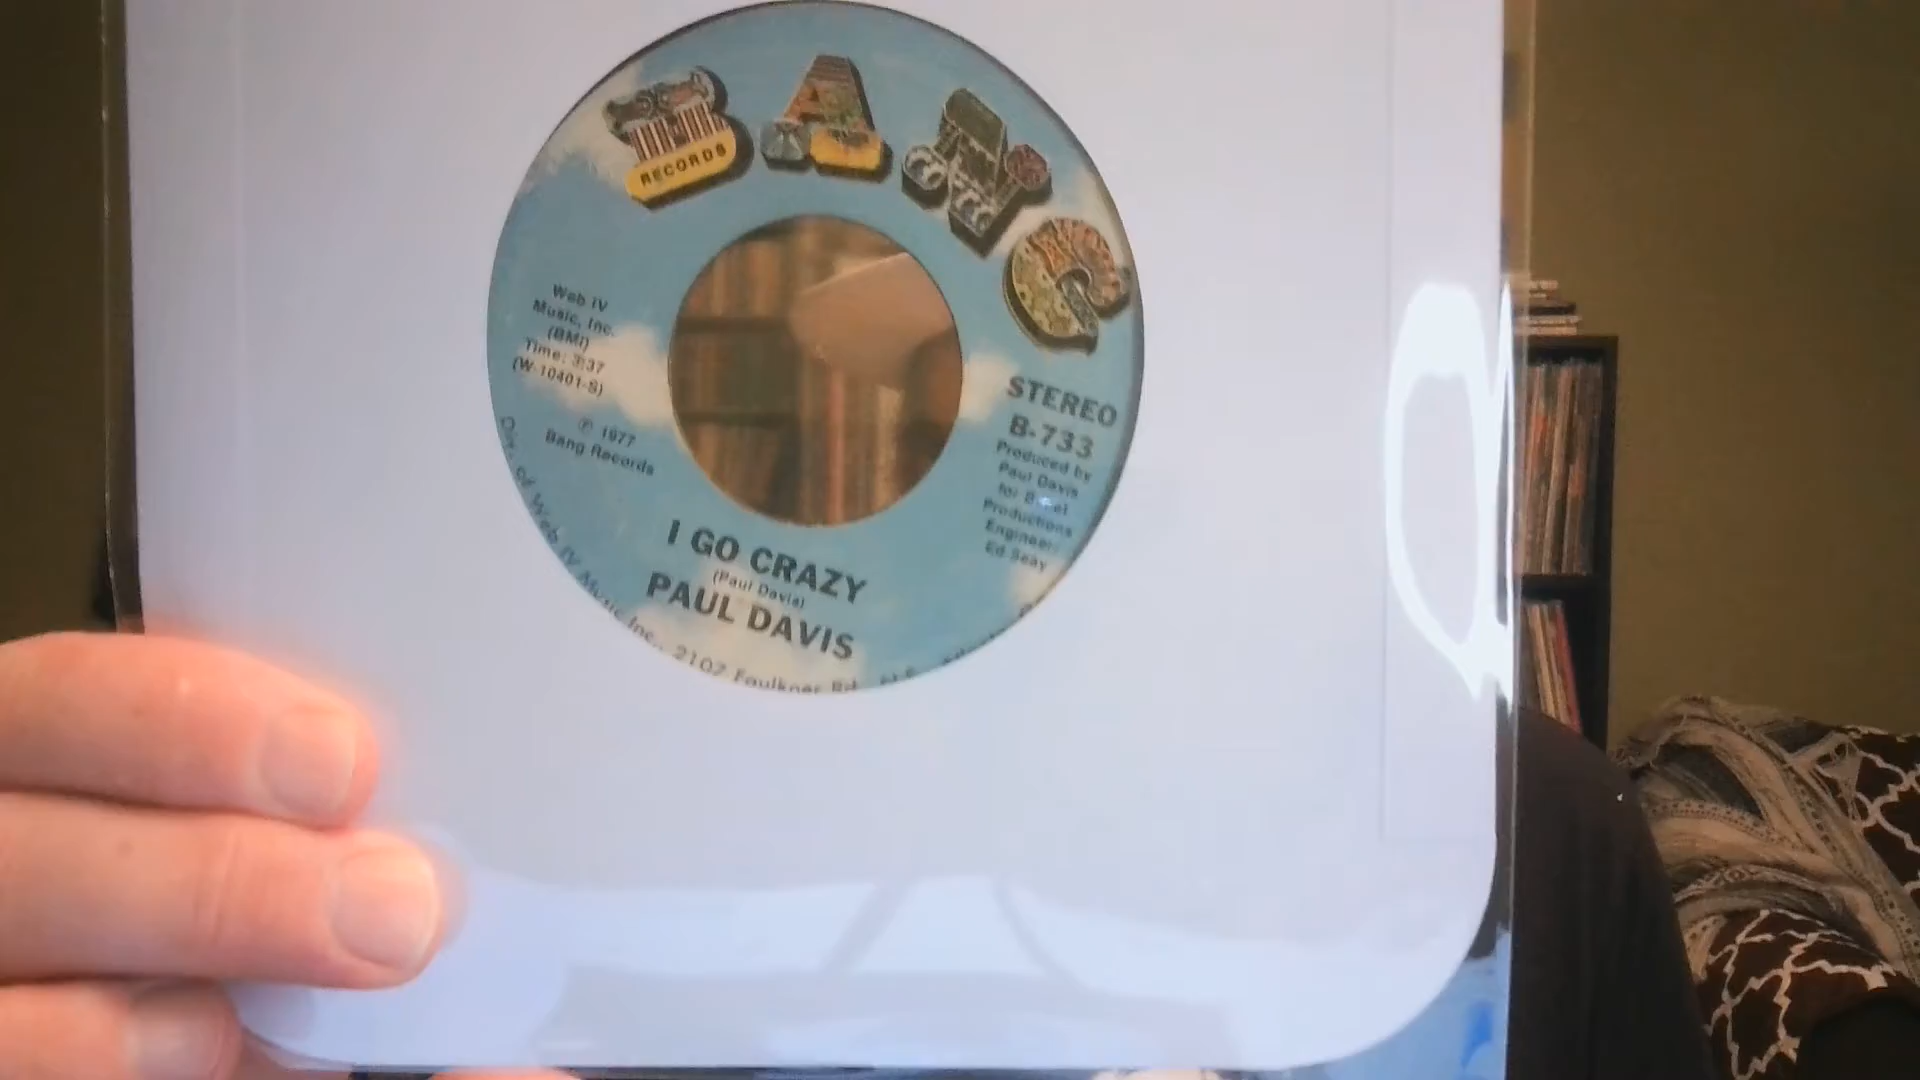 BANG
RECORDS
Web IV
Music, Inc.
(BMI)
Time: 3:37
(W-10401-S)
℗ 1977
Bang Records
STEREO
B-733
Produced by
Paul Davis
for
Productions
Engineer:
Ed Seay
I GO CRAZY
(Paul Davis)
PAUL DAVIS
Div. of Web IV Music, Inc., 2107 Faulkner Rd.